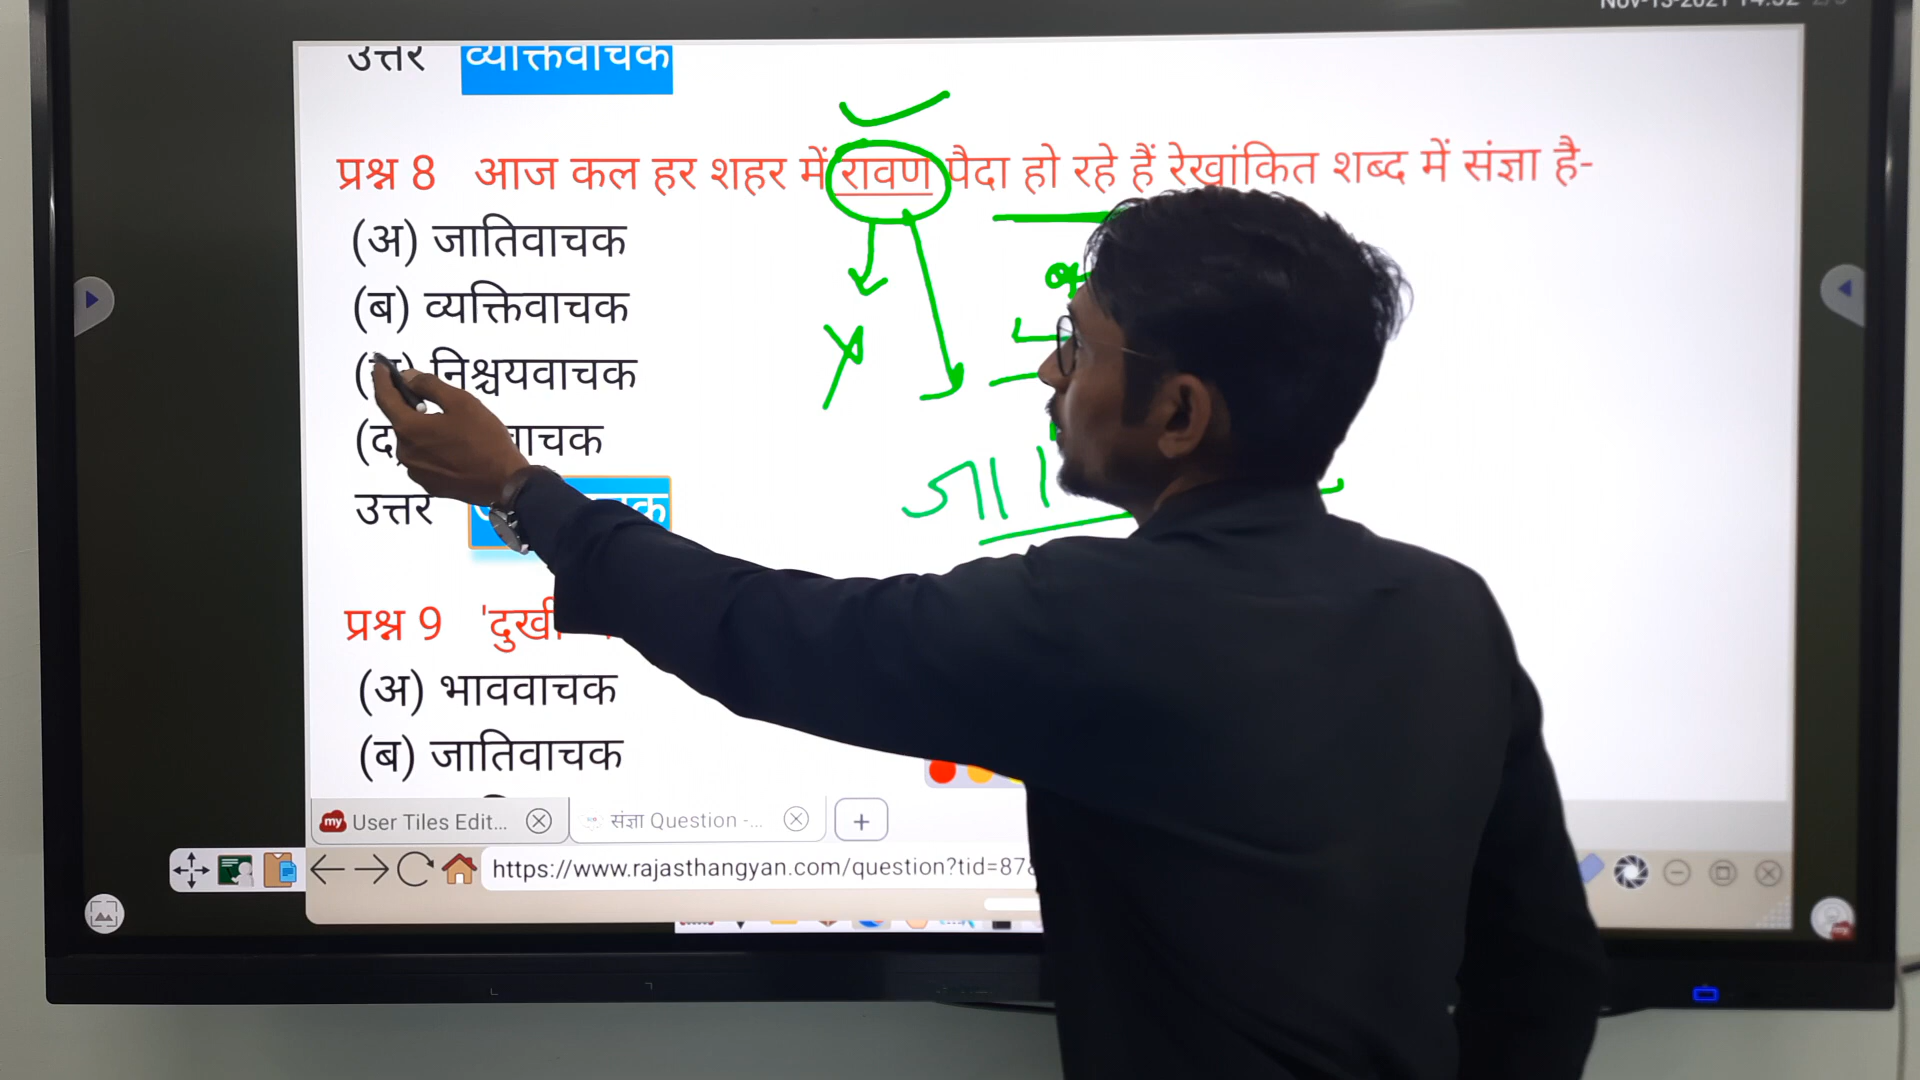 उत्तर व्यक्तिवाचक
प्रश्न 8 आज कल हर शहर में रावण पैदा हो रहे हैं रेखांकित शब्द में संज्ञा है-
(अ) जातिवाचक
(ब) व्यक्तिवाचक
निश्चयवाचक
(द)
उत्तर
प्रश्न 9 'दुखी
(अ) भाववाचक
(ब) जातिवाचक
my User Tiles Edit... संज्ञा Question -...
https://www.rajasthangyan.com/question?tid=87